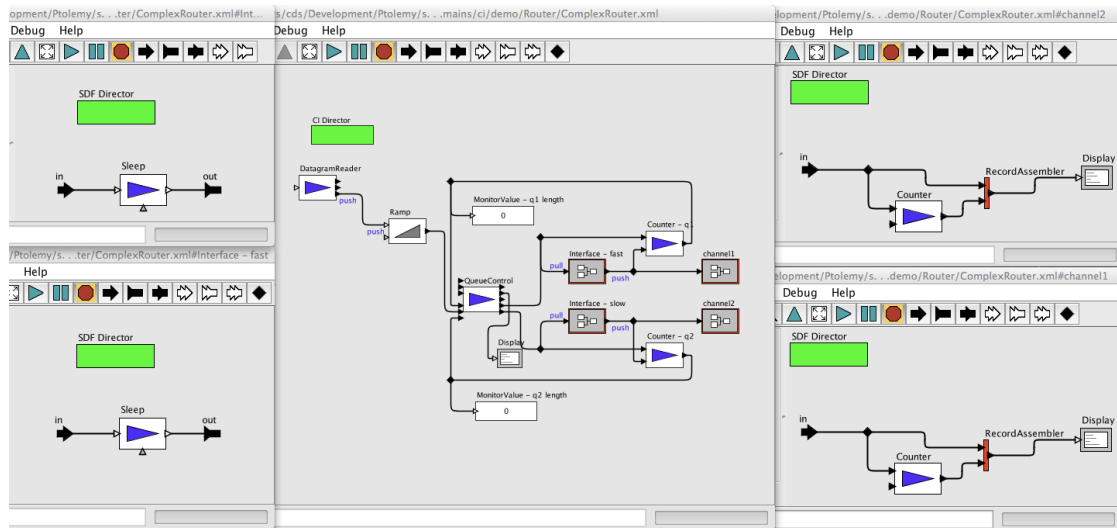 opment/Ptolemy/s. . .ter/ComplexRouter.xml#Int...
Debug Help
SDF Director
in
Sleep
out
Ptolemy/s. . .ter/ComplexRouter.xml#Interface - fast
Help
SDF Director
in
Sleep
out
s/cds/Development/Ptolemy/s. . .mains/ci/demo/Router/ComplexRouter.xml
Debug Help
CI Director
DatagramReader
push
Ramp
push
MonitorValue - q1 length
0
Counter - q1
pull
Interface - fast
push
channel1
QueueControl
Interface - slow
channel2
pull
push
Display
Counter - q2
MonitorValue - q2 length
0
elopment/Ptolemy/s. . .demo/Router/ComplexRouter.xml#channel2
Debug Help
SDF Director
in
Display
RecordAssembler
Counter
elopment/Ptolemy/s. . .demo/Router/ComplexRouter.xml#channel1
Debug Help
SDF Director
in
Display
RecordAssembler
Counter